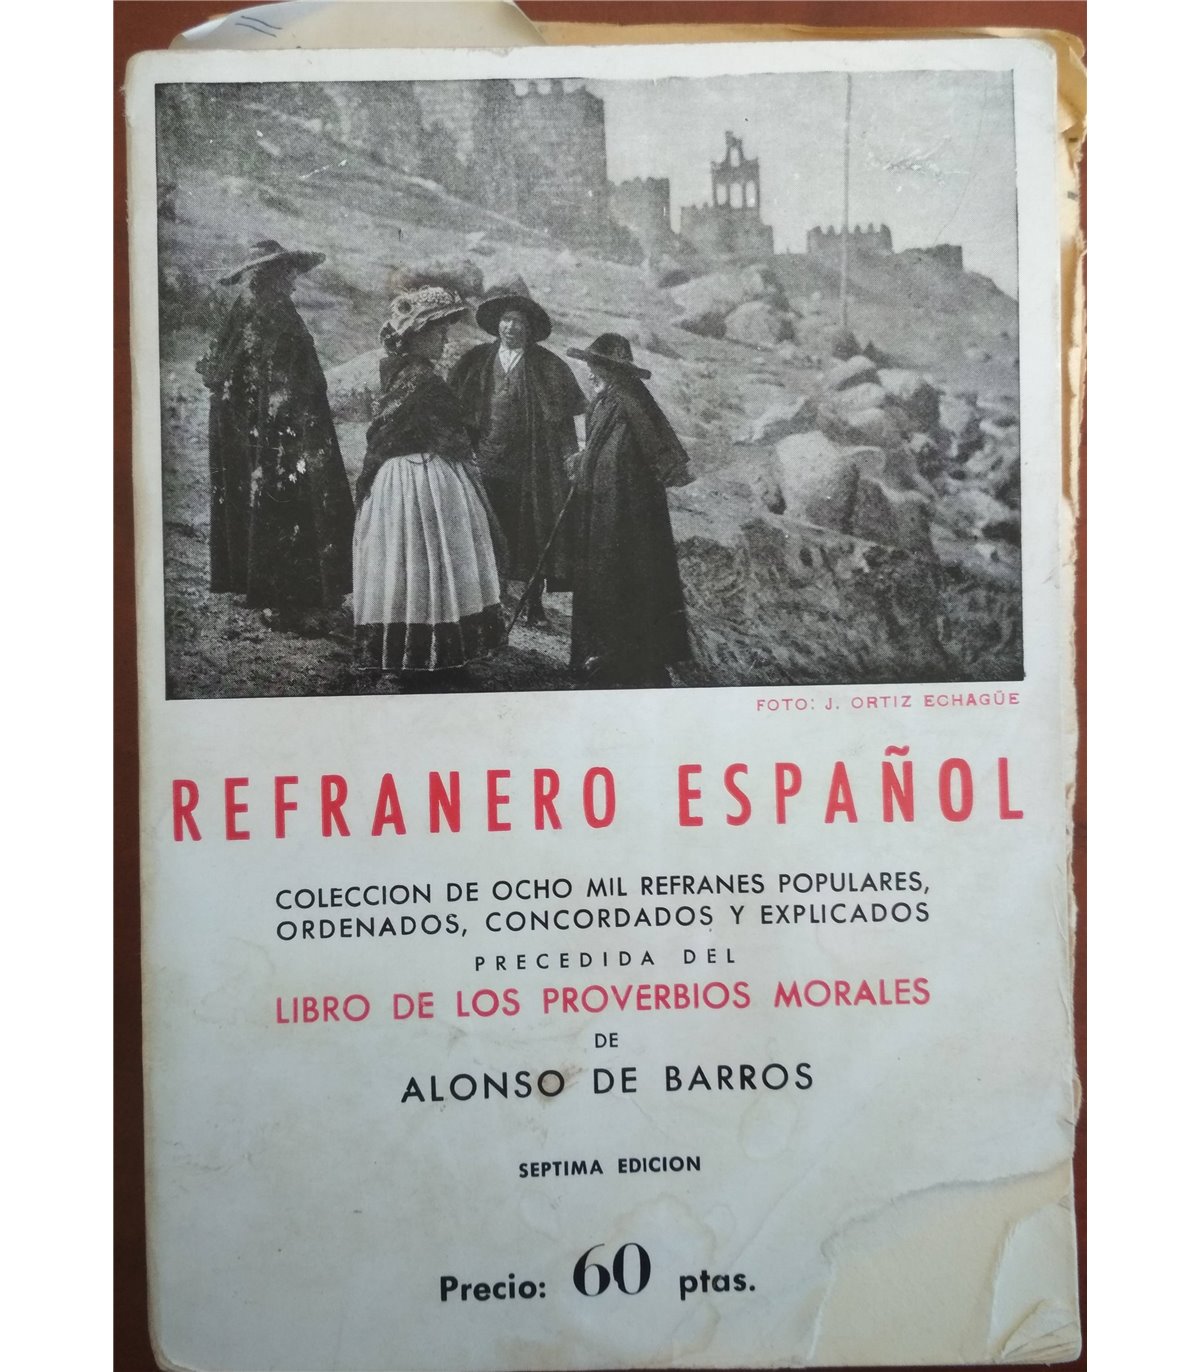 FOTO: J. ORTIZ ECHAGÜE
REFRANERO ESPAÑOL
COLECCION DE OCHO MIL REFRANES POPULARES,
ORDENADOS, CONCORDADOS Y EXPLICADOS
PRECEDIDA DEL
LIBRO DE LOS PROVERBIOS MORALES
DE
ALONSO DE BARROS
SEPTIMA EDICION
Precio: 60 ptas.